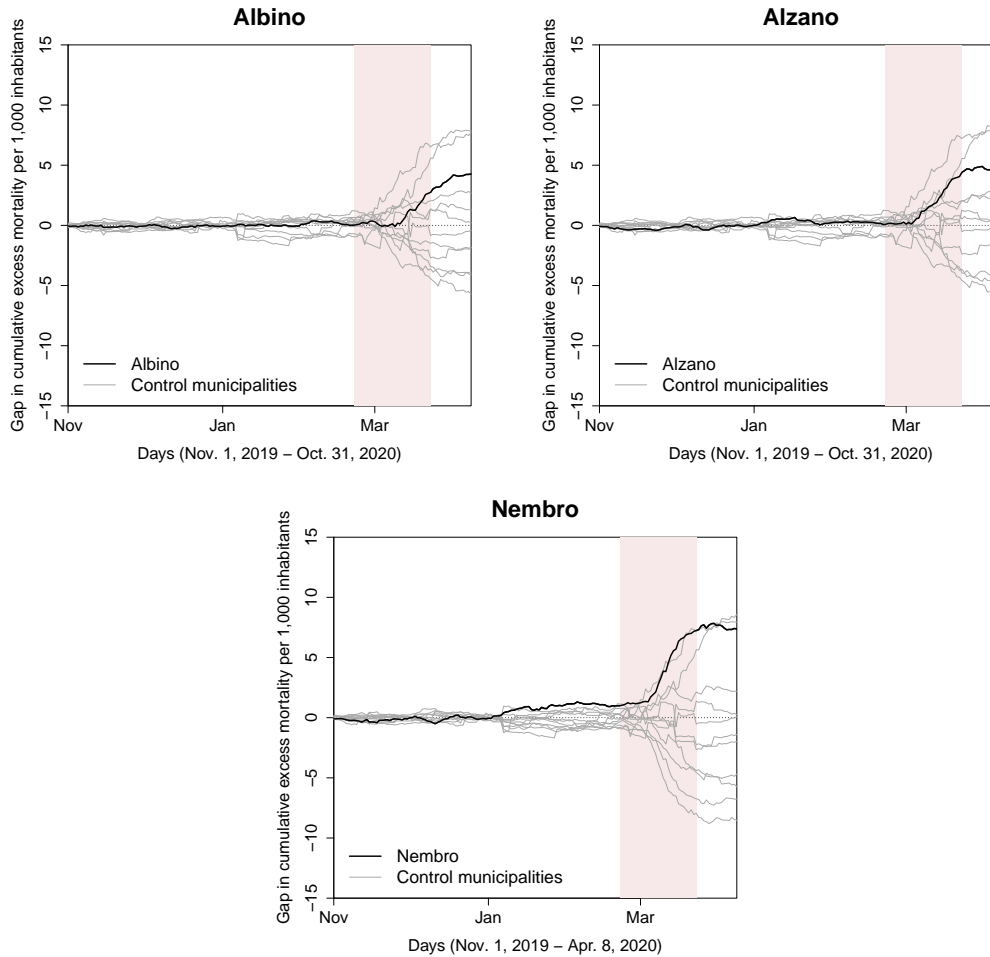 Albino
Gap in cumulative excess mortality per 1,000 inhabitants
15
10
5
0
−5
−10
−15
Albino
Control municipalities
Nov
Jan
Mar
Days (Nov. 1, 2019 − Oct. 31, 2020)
Alzano
Gap in cumulative excess mortality per 1,000 inhabitants
15
10
5
0
−5
−10
−15
Alzano
Control municipalities
Nov
Jan
Mar
Days (Nov. 1, 2019 − Oct. 31, 2020)
Nembro
Gap in cumulative excess mortality per 1,000 inhabitants
15
10
5
0
−5
−10
−15
Nembro
Control municipalities
Nov
Jan
Mar
Days (Nov. 1, 2019 − Apr. 8, 2020)